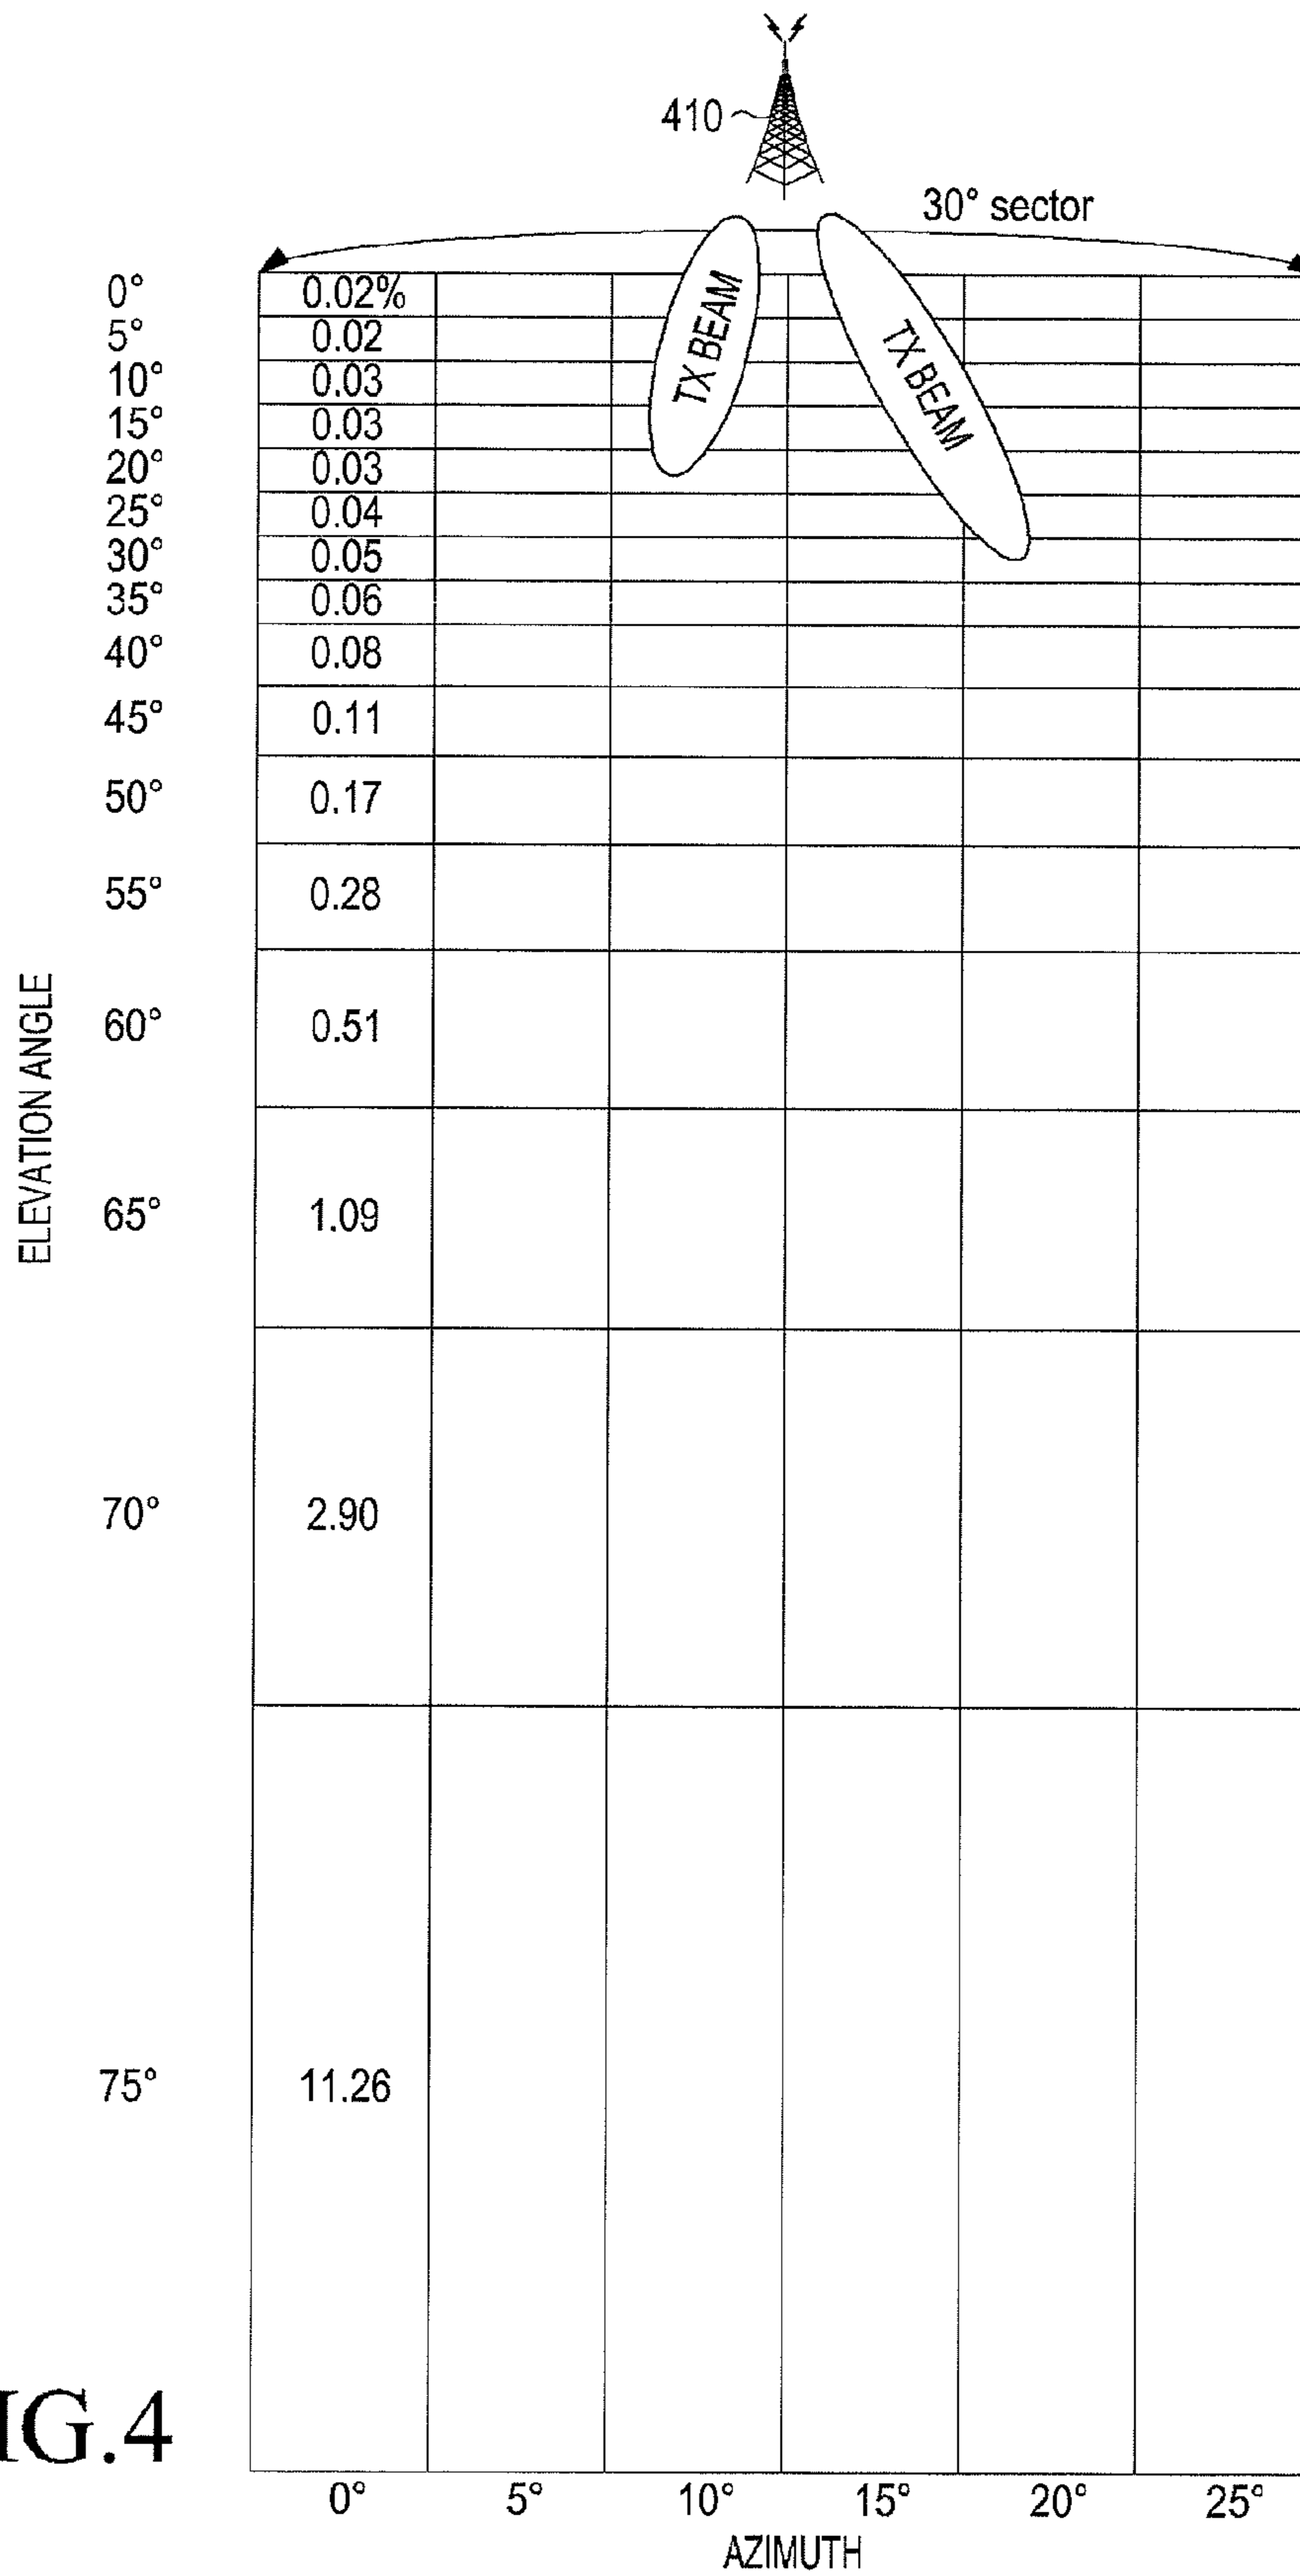 410
30° sector
0° 0.02%
5° 0.02
10° 0.03
15° 0.03
20° 0.03
25° 0.04
30° 0.05
35° 0.06
40° 0.08
45° 0.11
50° 0.17
55° 0.28
60° 0.51
65° 1.09
70° 2.90
75° 11.26
TX BEAM
TX BEAM
ELEVATION ANGLE
0° 5° 10° 15° 20° 25°
AZIMUTH
IG.4